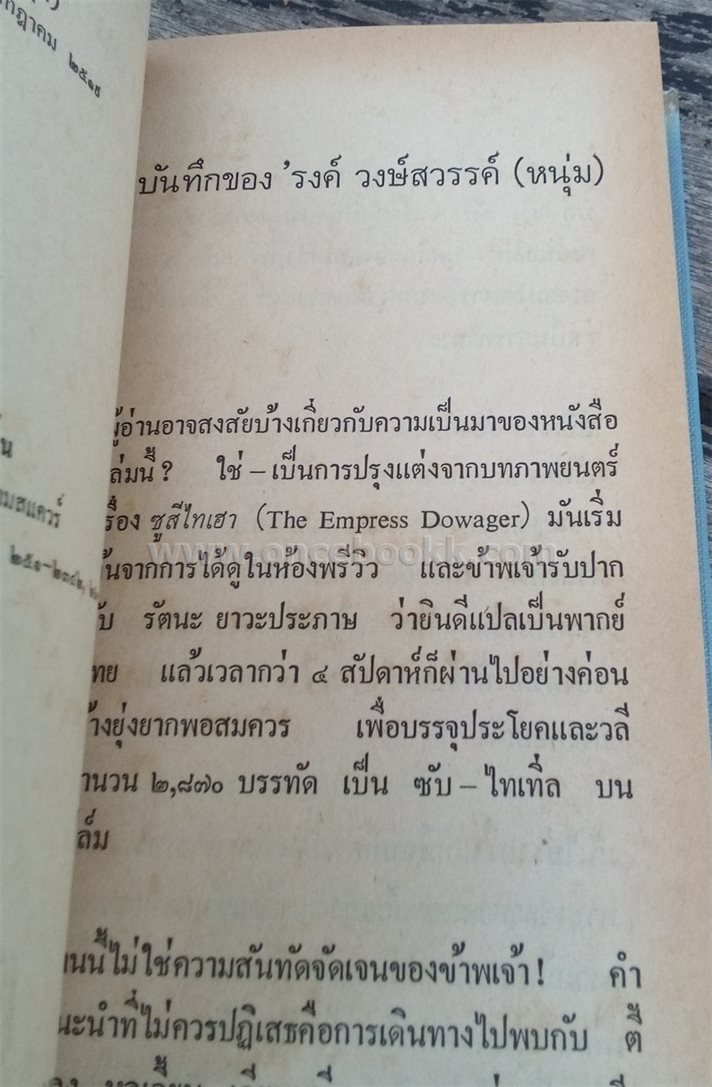 กฎาคม ๒๕๑๕
บันทึกของ 'รงค์ วงษ์สวรรค์ (หนุ่ม)
ผู้อ่านอาจสงสัยบ้างเกี่ยวกับความเป็นมาของหนังสือ
ล่มนี้ ? ใช่ – เป็นการปรุงแต่งจากบทภาพยนตร์
รื่อง ซูสีไทเฮา (The Empress Dowager) มันเริ่ม
www.oncebookk.com
้นจากการได้ดูในห้องพรีวิว และข้าพเจ้ารับปาก
ับ รัตนะ ยาวะประภาษ ว่ายินดีแปลเป็นพากย์
ทย แล้วเวลากว่า ๔ สัปดาห์ก็ผ่านไปอย่างค่อน
้างยุ่งยากพอสมควร เพื่อบรรจุประโยคและวลี
ำนวน ๒,๘๗๐ บรรทัด เป็น ซับ – ไทเทิ่ล บน
ล์ม
นนี้ไม่ใช่ความสันทัดจัดเจนของข้าพเจ้า ! คำ
นะนำที่ไม่ควรปฏิเสธคือการเดินทางไปพบกับ ตี้